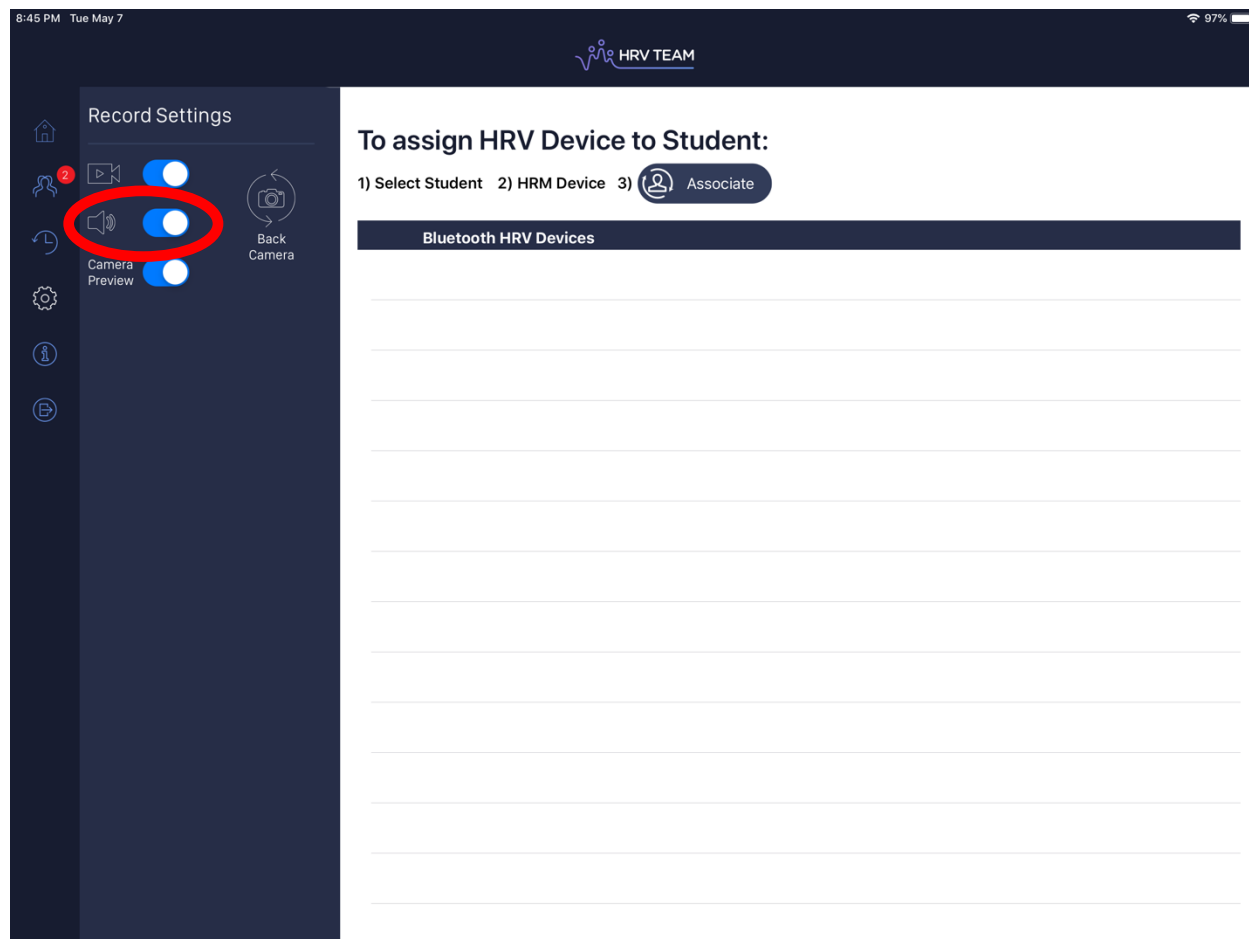 8:45 PM Tue May 7
97%
HRV TEAM
Record Settings
2
Back
Camera
Camera
Preview
To assign HRV Device to Student:
1) Select Student 2) HRM Device 3) Associate
Bluetooth HRV Devices